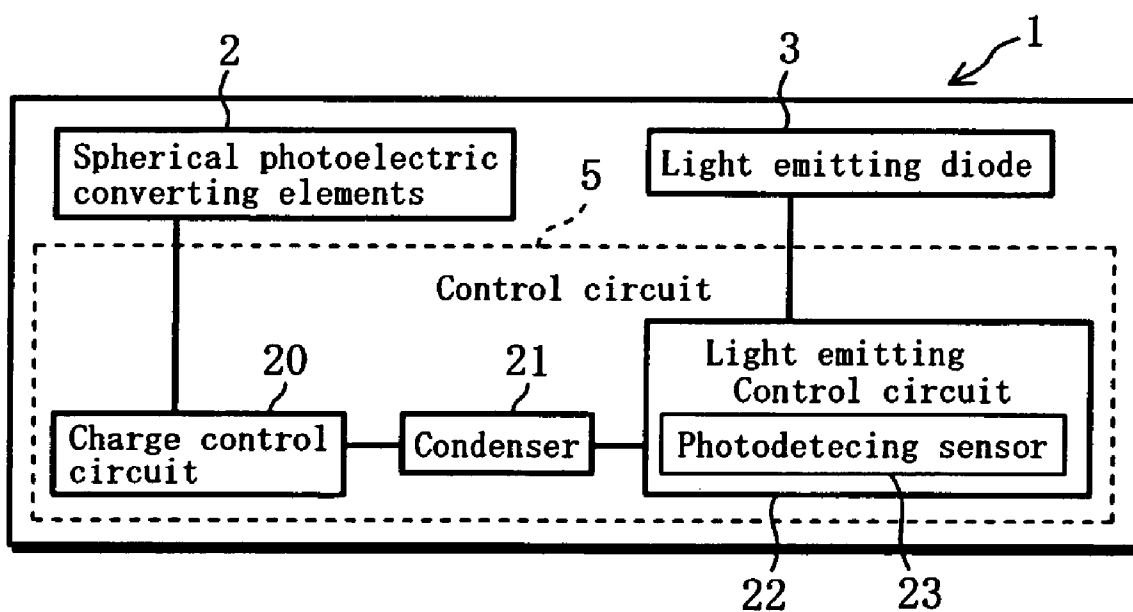 1
2
3
Spherical photoelectric
converting elements
Light emitting diode
5
Control circuit
20
21
Light emitting
Control circuit
Charge control
circuit
Condenser
Photodetecing sensor
22
23